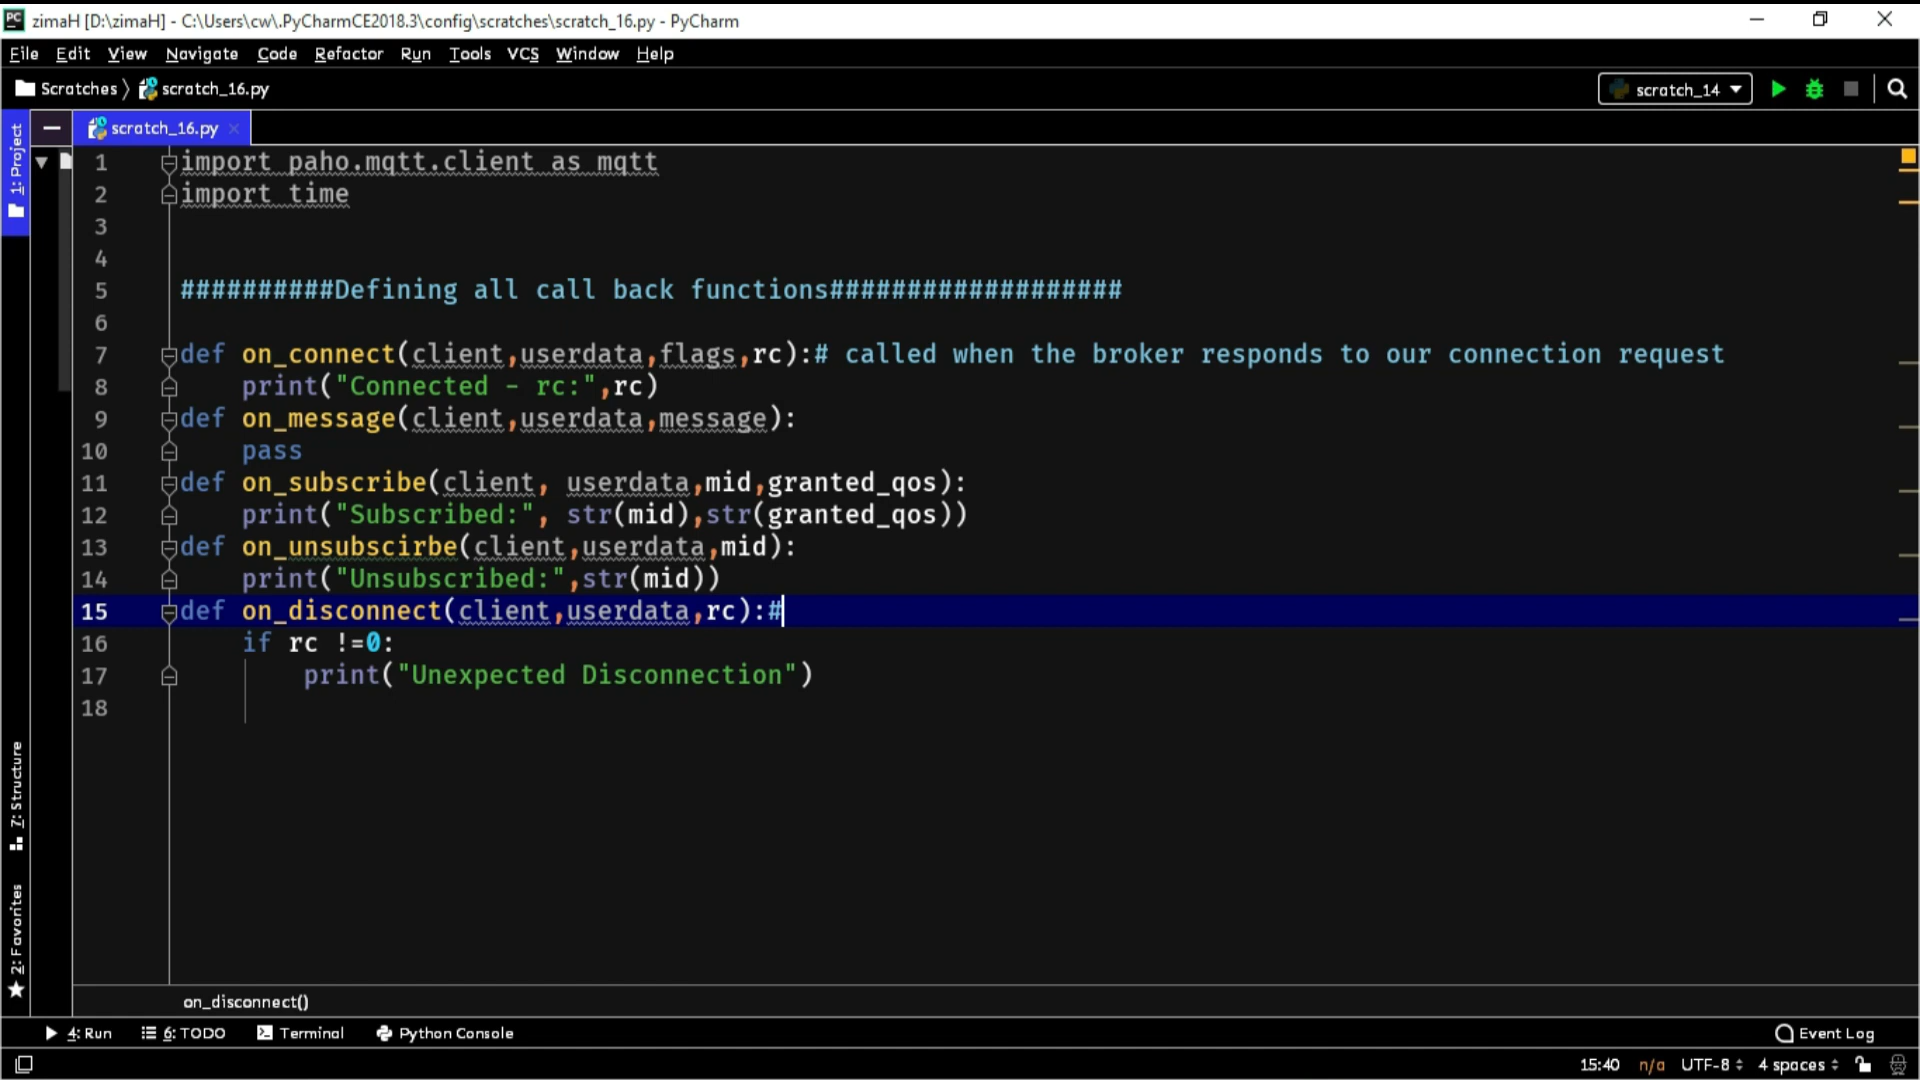 PC zimaH [D:\zimaH] - C:\Users\cw\.PyCharmCE2018.3\config\scratches\scratch_16.py - PyCharm
File Edit View Navigate Code Refactor Run Tools VCS Window Help
Scratches scratch_16.py scratch_14
1: Project
scratch_16.py
1 import paho.mqtt.client as mqtt
2 import time
3
4
5 ##########Defining all call back functions###################
6
7 def on_connect(client,userdata,flags,rc):# called when the broker responds to our connection request
8 print("Connected - rc:",rc)
9 def on_message(client,userdata,message):
10 pass
11 def on_subscribe(client, userdata,mid,granted_qos):
12 print("Subscribed:", str(mid),str(granted_qos))
13 def on_unsubscirbe(client,userdata,mid):
14 print("Unsubscribed:",str(mid))
15 def on_disconnect(client,userdata,rc):#
16 if rc !=0:
17 print("Unexpected Disconnection")
18
7: Structure
2: Favorites
on_disconnect()
4: Run 6: TODO Terminal Python Console Event Log
15:40 n/a UTF-8 4 spaces